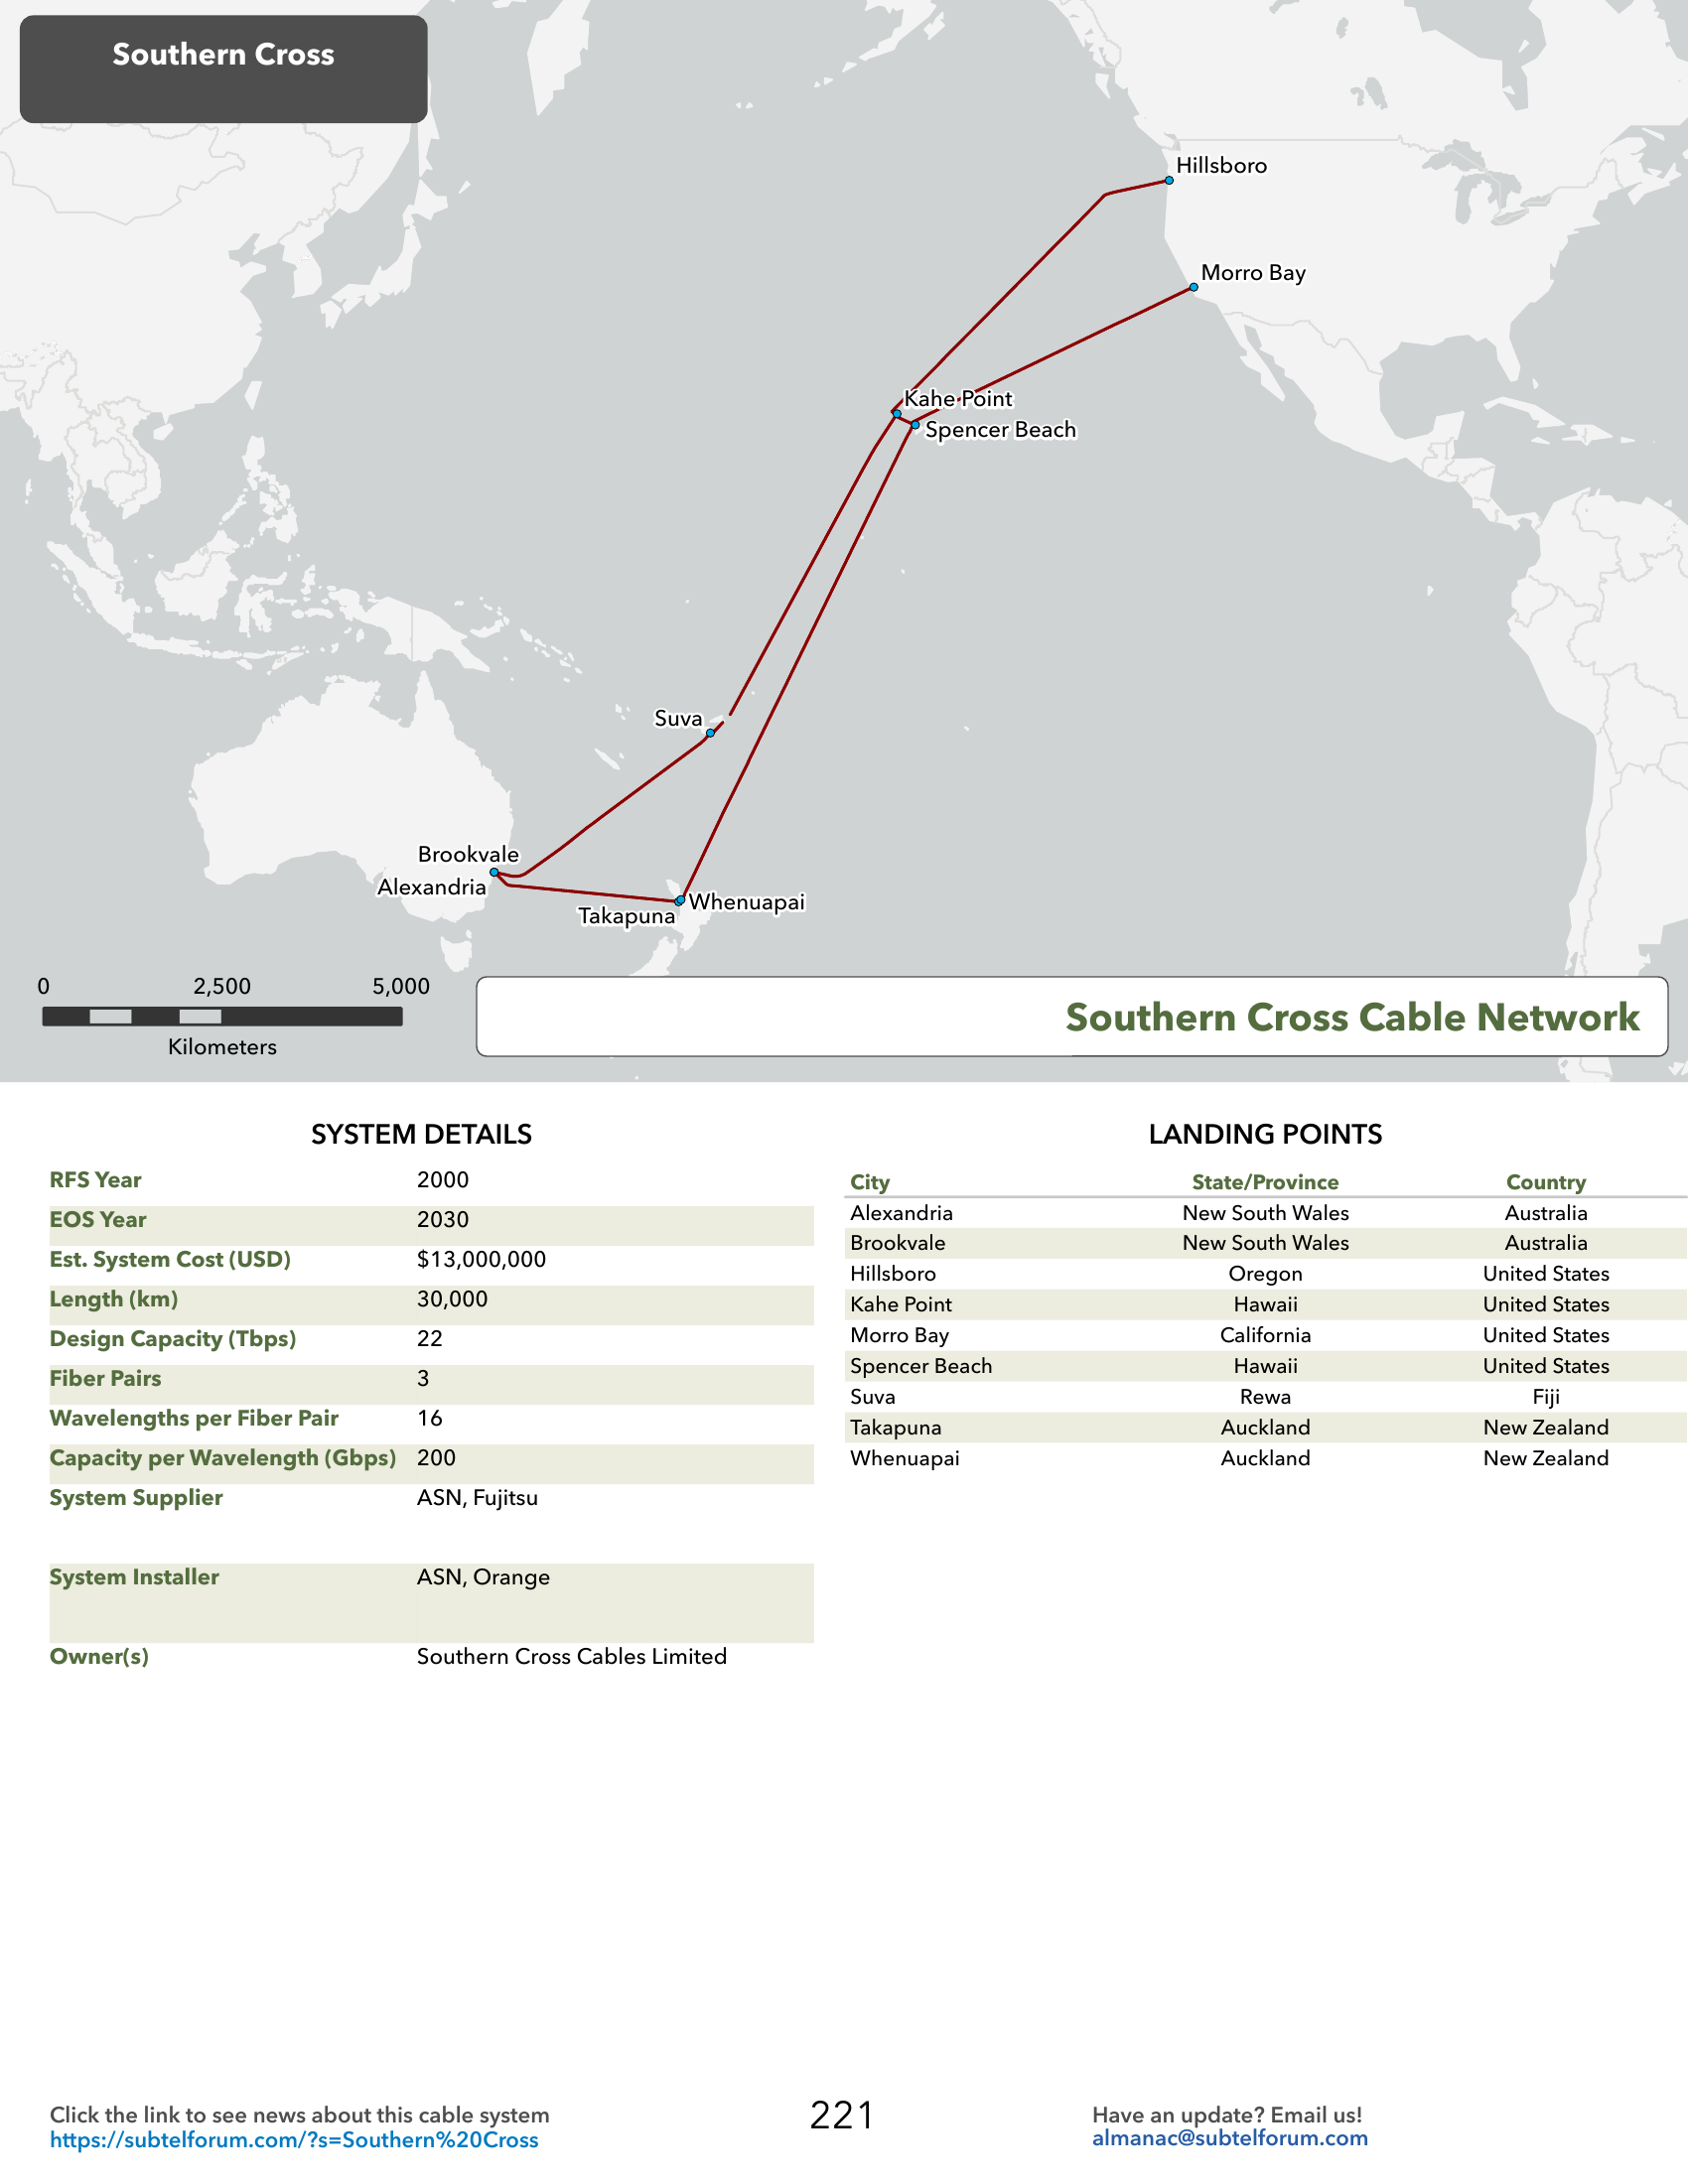 Southern Cross
Hillsboro
Morro Bay
Kahe Point
Spencer Beach
Suva
Brookvale
Alexandria
Whenuapai
Takapuna
0 2,500 5,000
Kilometers
Southern Cross Cable Network
SYSTEM DETAILS
RFS Year 2000
EOS Year 2030
Est. System Cost (USD) $13,000,000
Length (km) 30,000
Design Capacity (Tbps) 22
Fiber Pairs 3
Wavelengths per Fiber Pair 16
Capacity per Wavelength (Gbps) 200
System Supplier ASN, Fujitsu
System Installer ASN, Orange
Owner(s) Southern Cross Cables Limited
LANDING POINTS
City State/Province Country
Alexandria New South Wales Australia
Brookvale New South Wales Australia
Hillsboro Oregon United States
Kahe Point Hawaii United States
Morro Bay California United States
Spencer Beach Hawaii United States
Suva Rewa Fiji
Takapuna Auckland New Zealand
Whenuapai Auckland New Zealand
Click the link to see news about this cable system
https://subtelforum.com/?s=Southern%20Cross
221
Have an update? Email us!
almanac@subtelforum.com